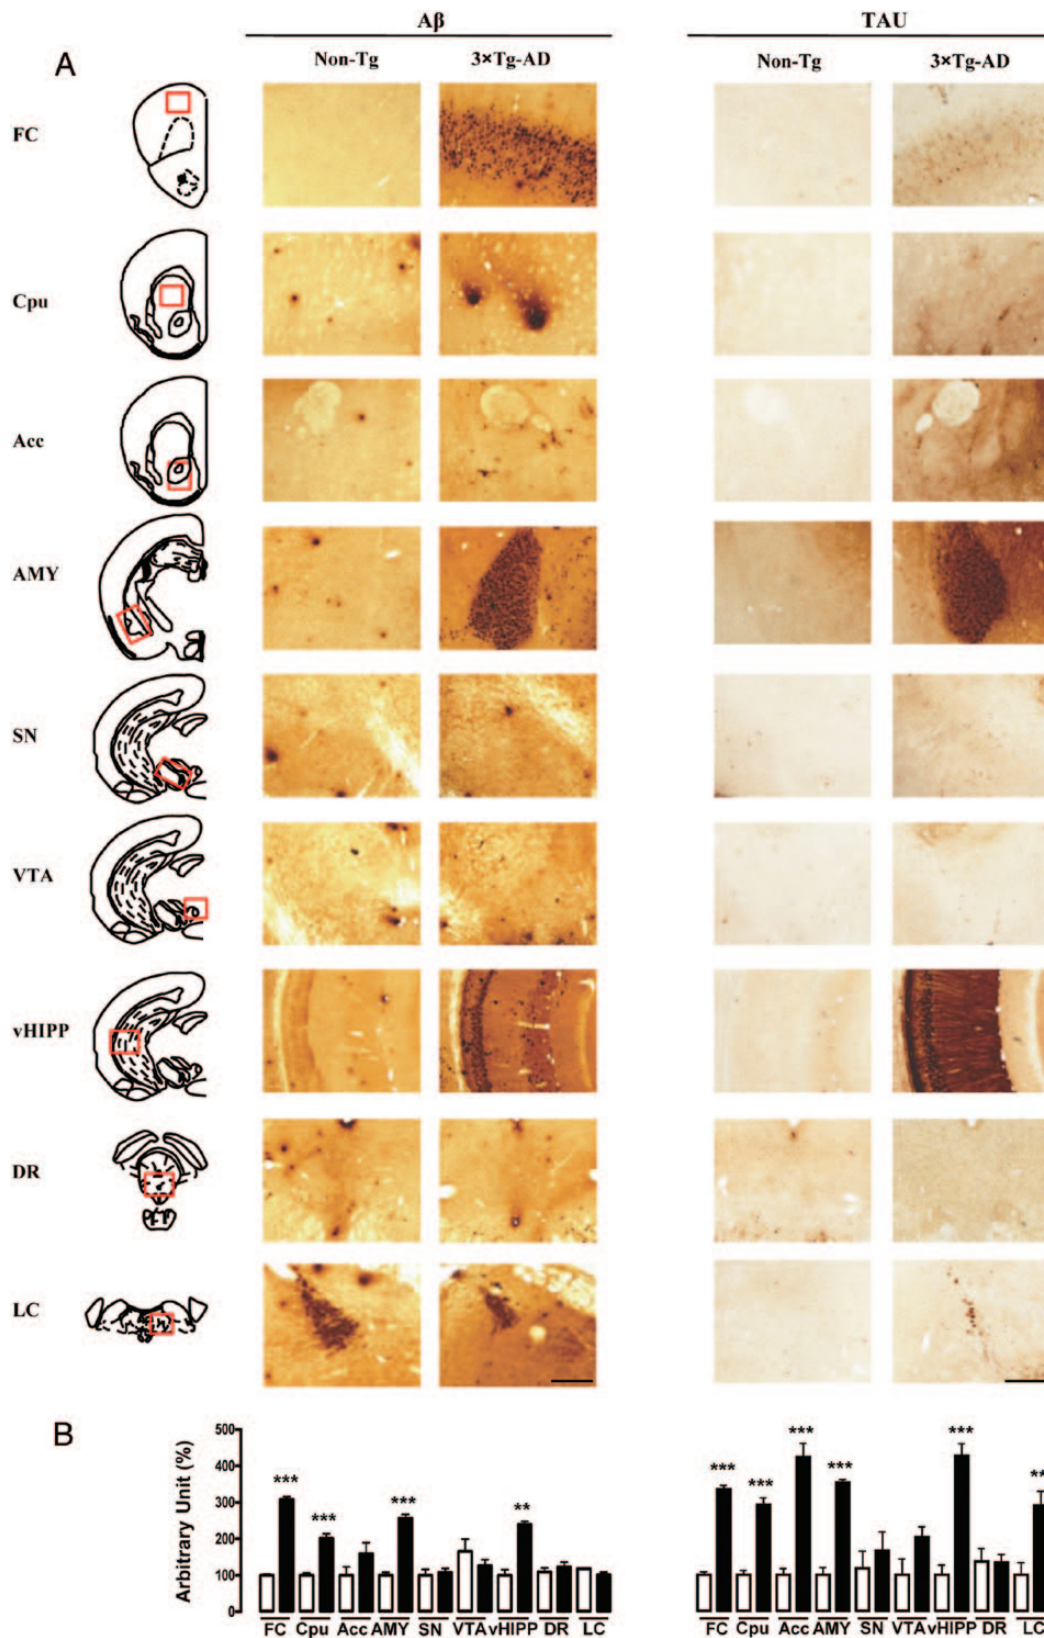 Aβ TAU
A Non-Tg 3×Tg-AD Non-Tg 3×Tg-AD
FC
Cpu
Acc
AMY
SN
VTA
vHIPP
DR
LC
B
Arbitrary Unit (%)
500
400
300
200
100
0
*** *** *** **
*** *** *** *** *** **
FC Cpu Acc AMY SN VTA vHIPP DR LC
FC Cpu Acc AMY SN VTA vHIPP DR LC